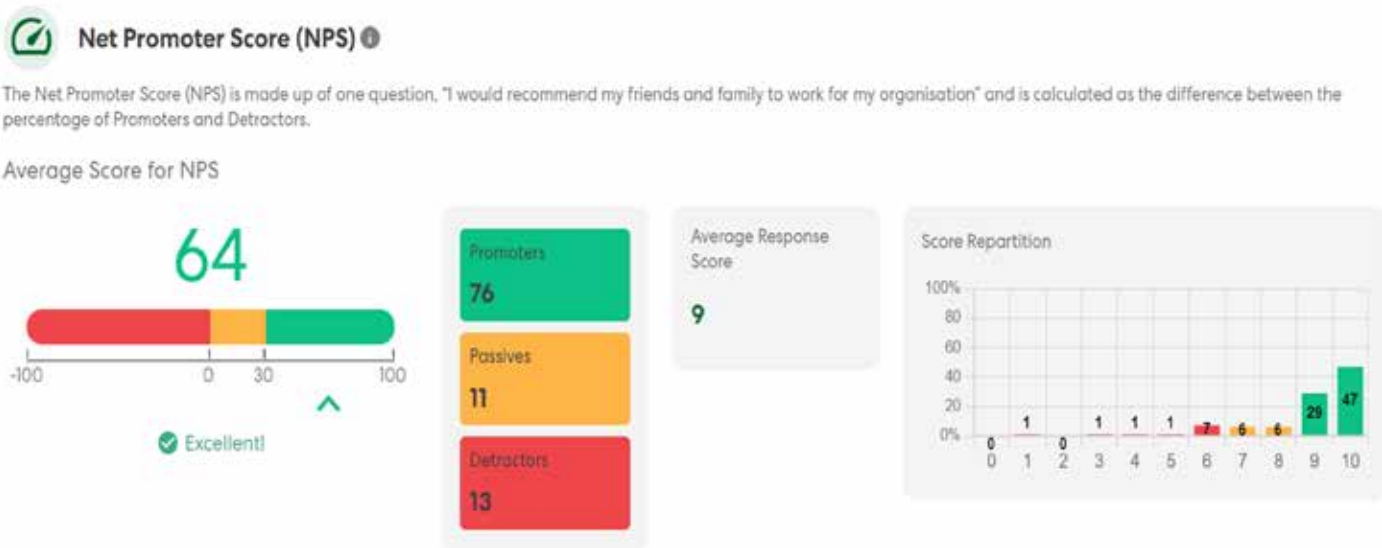 Net Promoter Score (NPS)
The Net Promoter Score (NPS) is made up of one question, "I would recommend my friends and family to work for my organisation" and is calculated as the difference between the
percentage of Promoters and Detractors.
Average Score for NPS
64
-100 0 30 100
Excellent!
Promoters
76
Passives
11
Detractors
13
Average Response
Score
9
Score Repartition
100%
80
60
40
20
0%
0 1 0 1 1 1 7 6 6 29 47
0 1 2 3 4 5 6 7 8 9 10